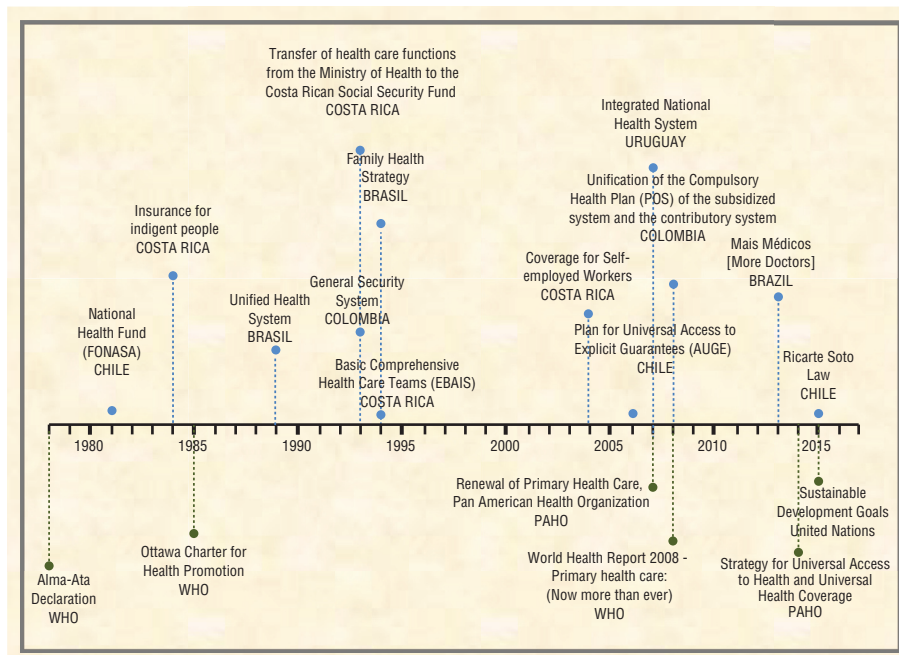 Transfer of health care functions
from the Ministry of Health to the
Costa Rican Social Security Fund
COSTA RICA
Family Health
Strategy
BRASIL
Integrated National
Health System
URUGUAY
Unification of the Compulsory
Health Plan (POS) of the subsidized
system and the contributory system
COLOMBIA
Insurance for
indigent people
COSTA RICA
Mais Médicos
[More Doctors]
BRAZIL
Coverage for Self-
employed Workers
COSTA RICA
General Security
System
COLOMBIA
Unified Health
System
BRASIL
National
Health Fund
(FONASA)
CHILE
Plan for Universal Access to
Explicit Guarantees (AUGE)
CHILE
Ricarte Soto
Law
CHILE
Basic Comprehensive
Health Care Teams (EBAIS)
COSTA RICA
1980 1985 1990 1995 2000 2005 2010 2015
Renewal of Primary Health Care,
Pan American Health Organization
PAHO
Sustainable
Development Goals
United Nations
Ottawa Charter for
Health Promotion
WHO
World Health Report 2008 -
Primary health care:
(Now more than ever)
WHO
Strategy for Universal Access
to Health and Universal
Health Coverage
PAHO
Alma-Ata
Declaration
WHO